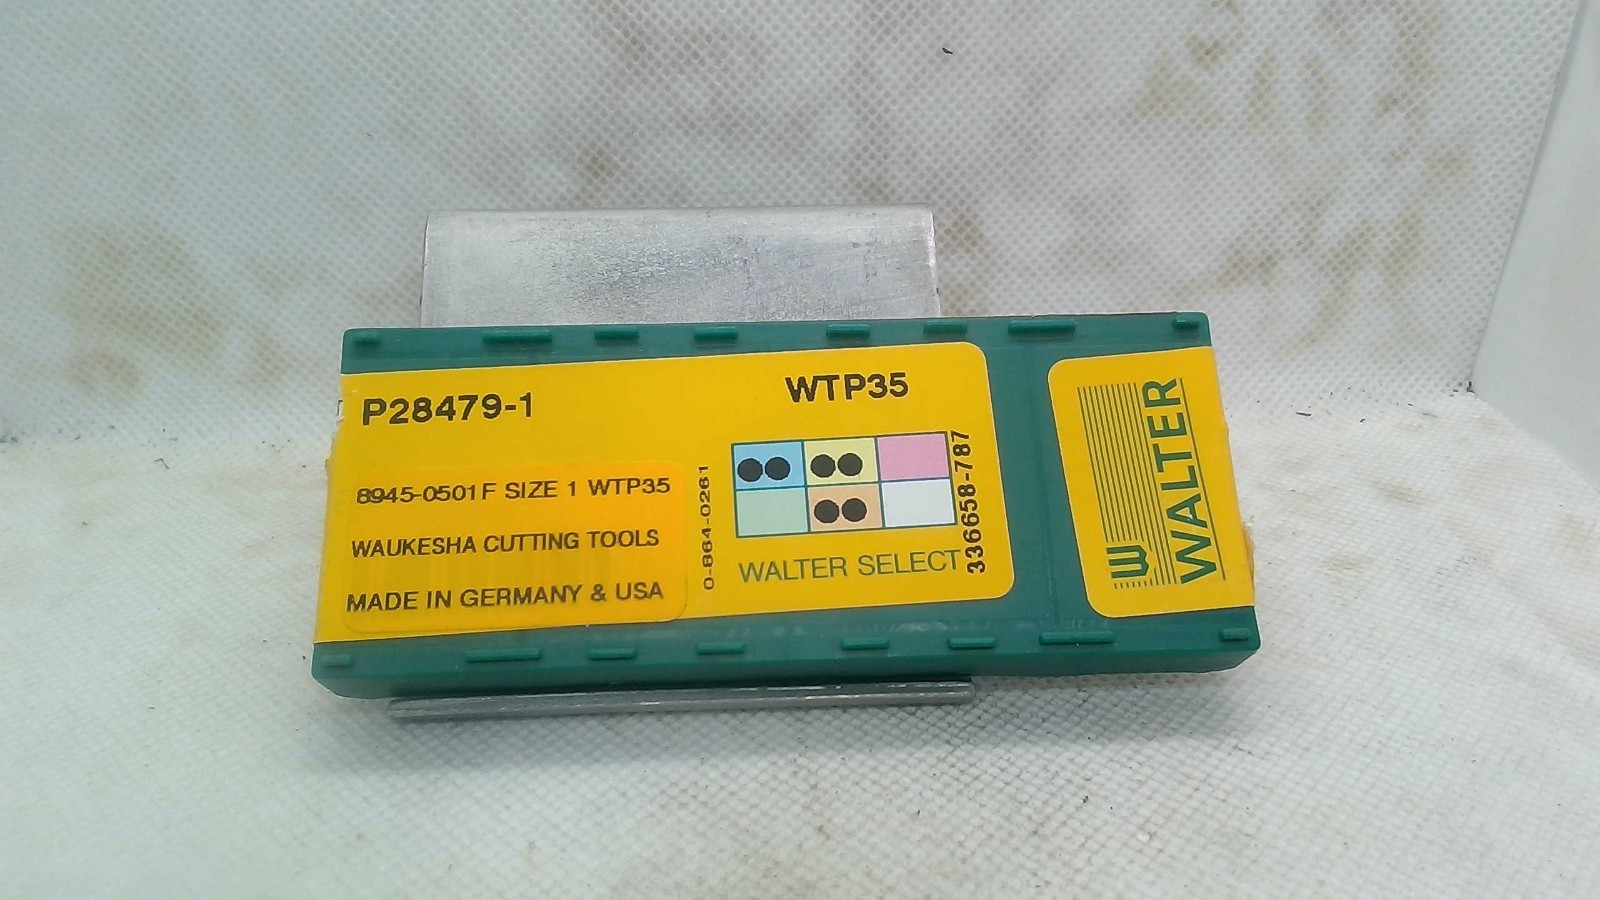 P28479-1
WTP35
8945-0501F SIZE 1 WTP35
WAUKESHA CUTTING TOOLS
MADE IN GERMANY & USA
0-864-0261
WALTER SELECT
336658-787
W
WALTER